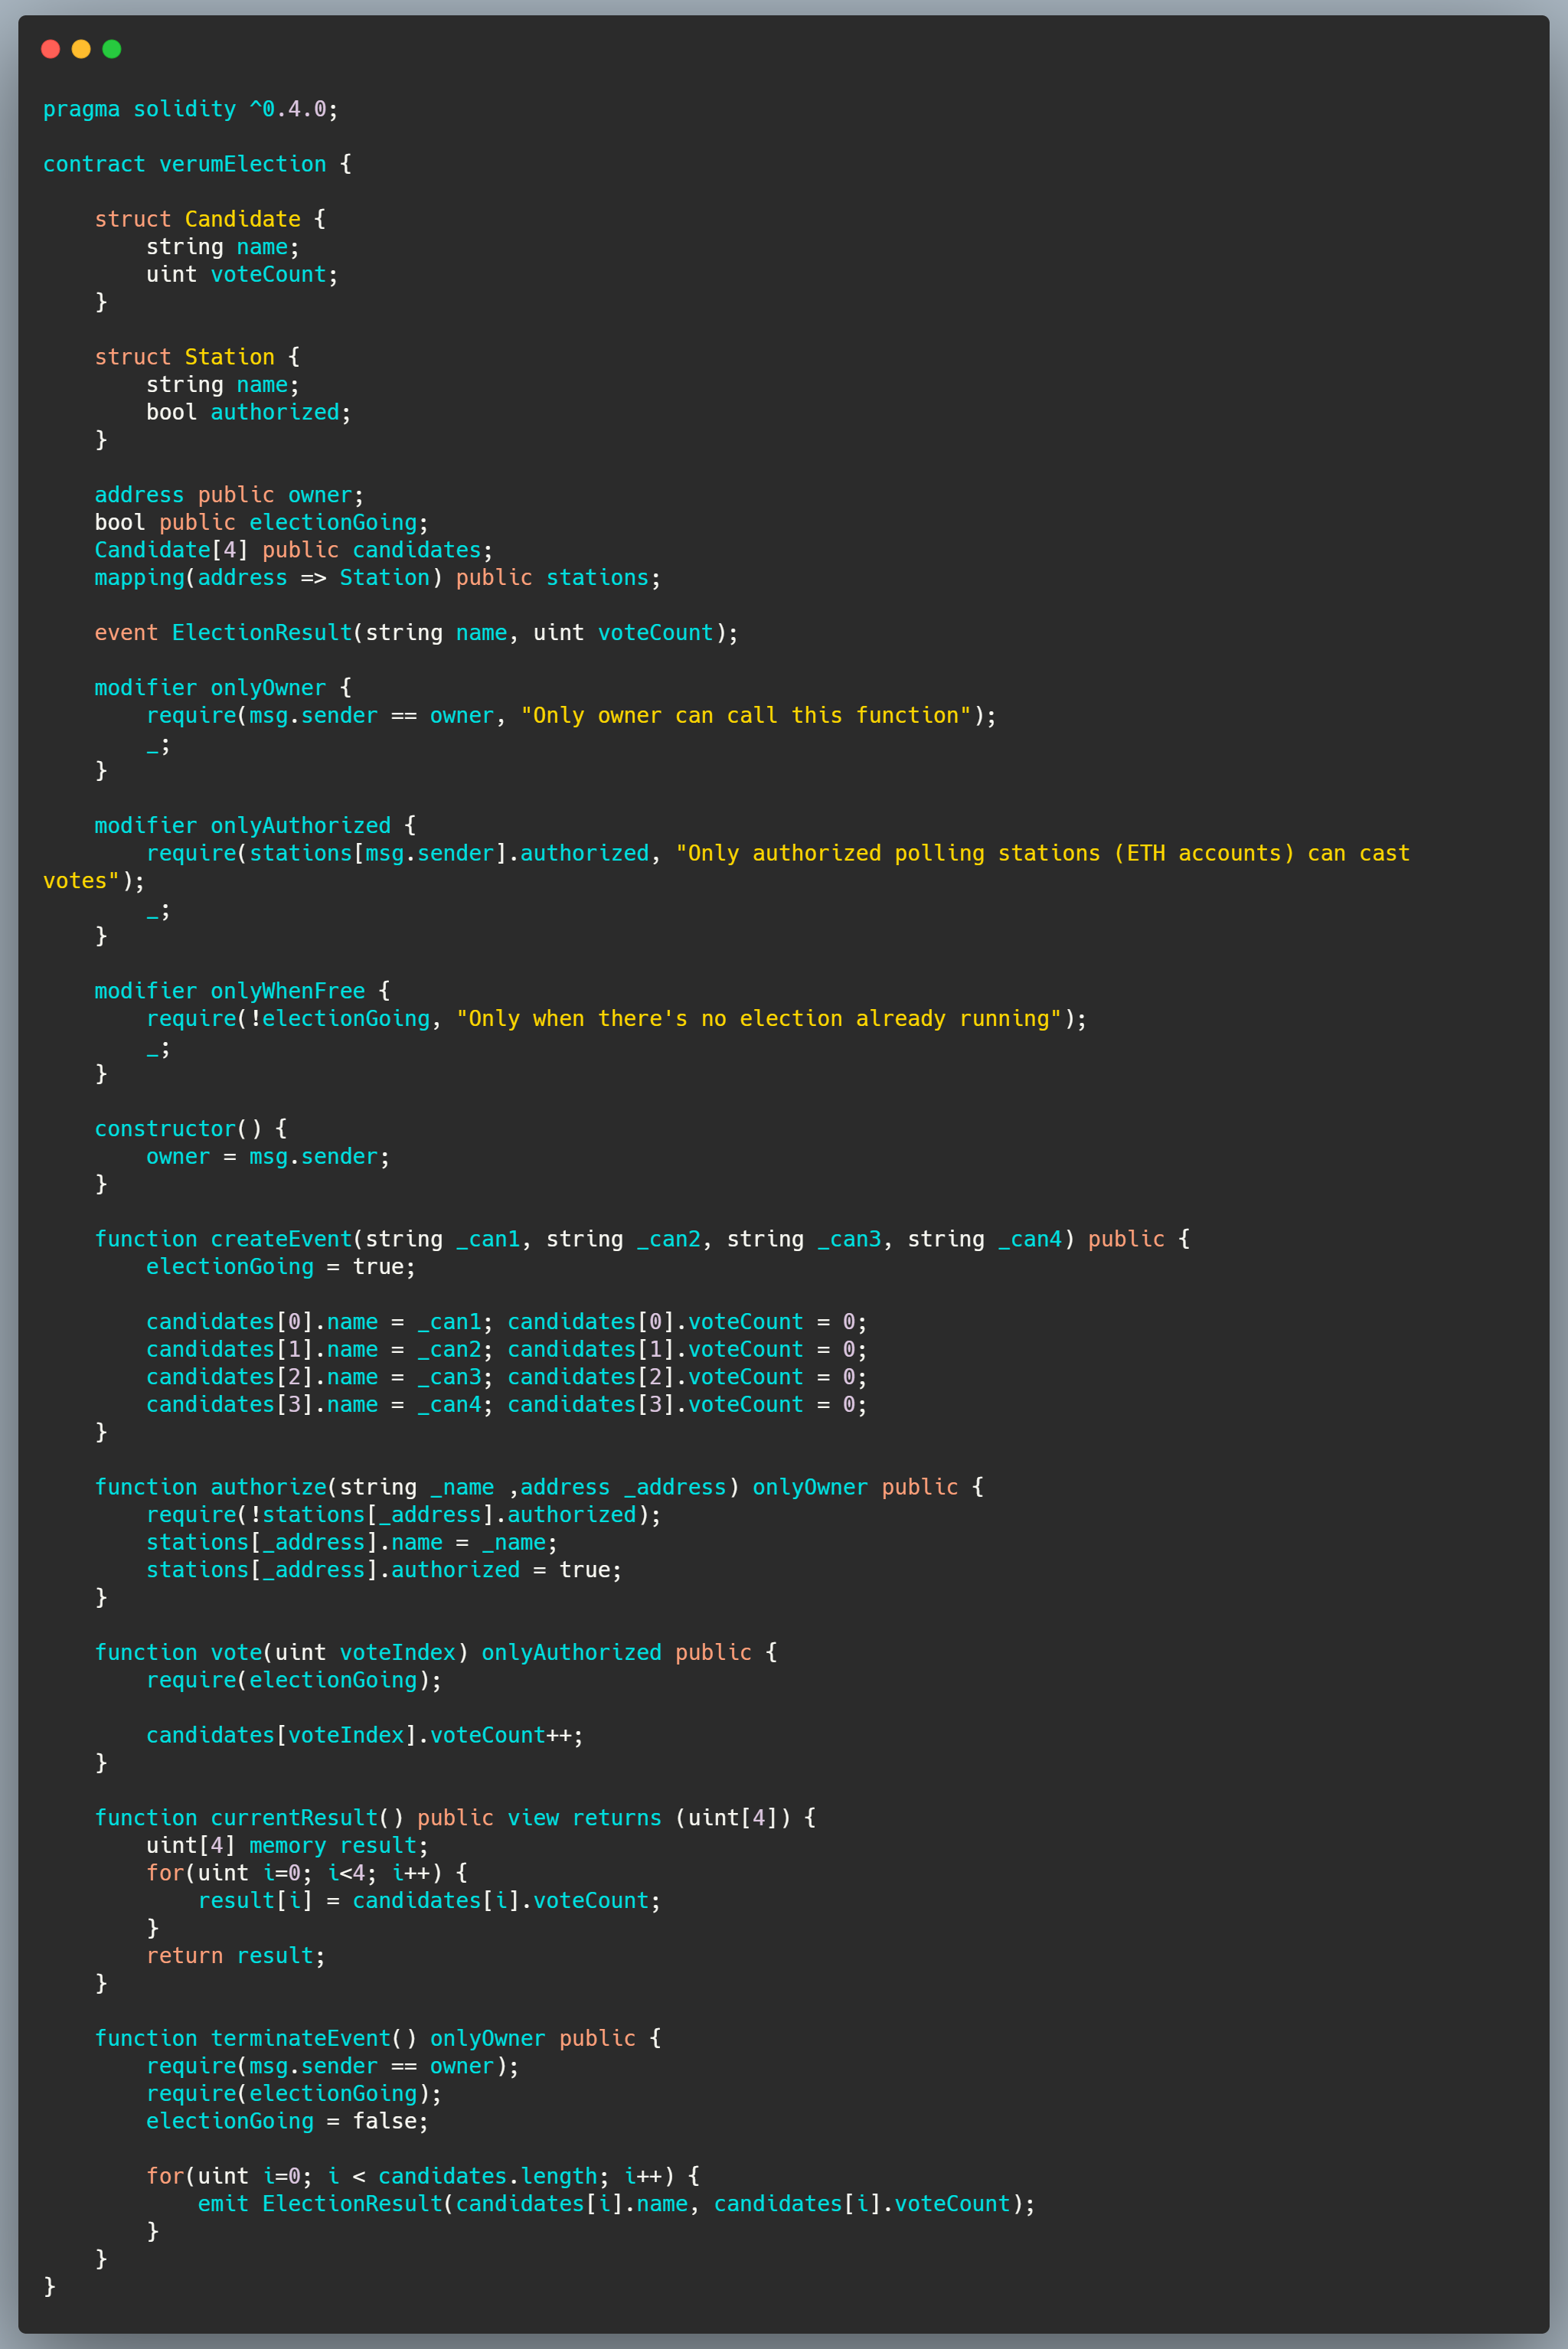 pragma solidity ^0.4.0;

contract verumElection {

    struct Candidate {
        string name;
        uint voteCount;
    }

    struct Station {
        string name;
        bool authorized;
    }

    address public owner;
    bool public electionGoing;
    Candidate[4] public candidates;
    mapping(address => Station) public stations;

    event ElectionResult(string name, uint voteCount);

    modifier onlyOwner {
        require(msg.sender == owner, "Only owner can call this function");
        _;
    }

    modifier onlyAuthorized {
        require(stations[msg.sender].authorized, "Only authorized polling stations (ETH accounts) can cast
votes");
        _;
    }

    modifier onlyWhenFree {
        require(!electionGoing, "Only when there's no election already running");
        _;
    }

    constructor() {
        owner = msg.sender;
    }

    function createEvent(string _can1, string _can2, string _can3, string _can4) public {
        electionGoing = true;

        candidates[0].name = _can1; candidates[0].voteCount = 0;
        candidates[1].name = _can2; candidates[1].voteCount = 0;
        candidates[2].name = _can3; candidates[2].voteCount = 0;
        candidates[3].name = _can4; candidates[3].voteCount = 0;
    }

    function authorize(string _name ,address _address) onlyOwner public {
        require(!stations[_address].authorized);
        stations[_address].name = _name;
        stations[_address].authorized = true;
    }

    function vote(uint voteIndex) onlyAuthorized public {
        require(electionGoing);

        candidates[voteIndex].voteCount++;
    }

    function currentResult() public view returns (uint[4]) {
        uint[4] memory result;
        for(uint i=0; i<4; i++) {
            result[i] = candidates[i].voteCount;
        }
        return result;
    }

    function terminateEvent() onlyOwner public {
        require(msg.sender == owner);
        require(electionGoing);
        electionGoing = false;

        for(uint i=0; i < candidates.length; i++) {
            emit ElectionResult(candidates[i].name, candidates[i].voteCount);
        }
    }
}